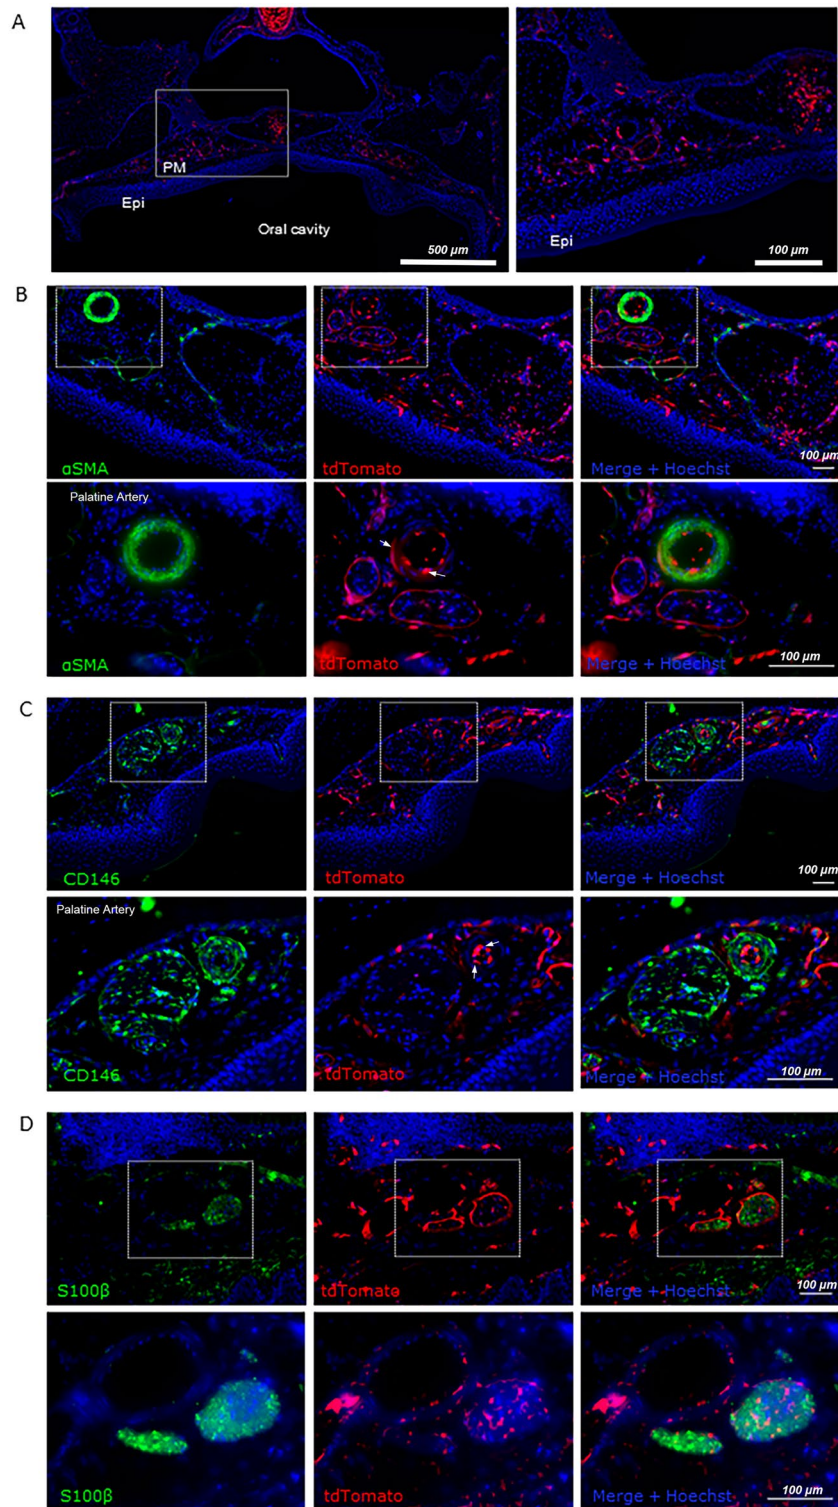 A
PM
Epi
Oral cavity
500 µm
Epi
100 µm
B
αSMA
tdTomato
Merge + Hoechst
100 µm
Palatine Artery
αSMA
tdTomato
Merge + Hoechst
100 µm
C
CD146
tdTomato
Merge + Hoechst
100 µm
Palatine Artery
CD146
tdTomato
Merge + Hoechst
100 µm
D
S100β
tdTomato
Merge + Hoechst
100 µm
S100β
tdTomato
Merge + Hoechst
100 µm